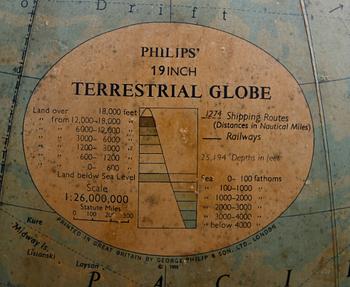 Drift
PHILIPS'
19 INCH
TERRESTRIAL GLOBE
Land over 18,000 feet
" from 12,000-18,000 "
" " 6000-12,000 "
" " 3000- 6000 "
" " 1200- 3000 "
" " 600- 1200 "
" " 0- 600 "
Land below Sea Level
Scale
1:26,000,000
Statute Miles
1274 Shipping Routes
(Distances in Nautical Miles)
Railways
25,194 Depths in feet
Sea 0-100 fathoms
" 100-1000 "
" 1000-2000 "
" 2000-3000 "
" 3000-4000 "
" below 4000
PRINTED IN GREAT BRITAIN BY GEORGE PHILIP & SON, LTD., LONDON
Kure
Midway Is.
Lisianski
Laysan
P A C I